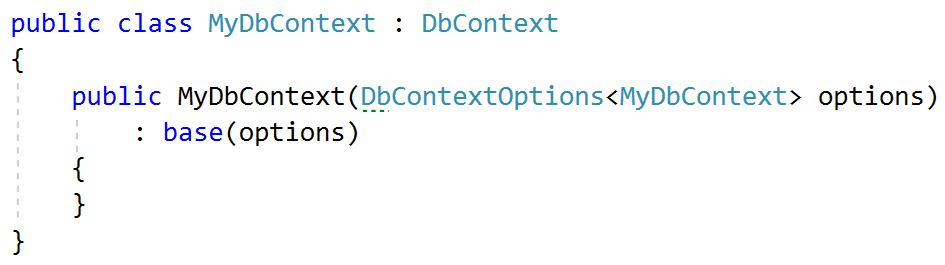 public class MyDbContext : DbContext
{
    public MyDbContext(DbContextOptions<MyDbContext> options)
        : base(options)
    {
    }
}